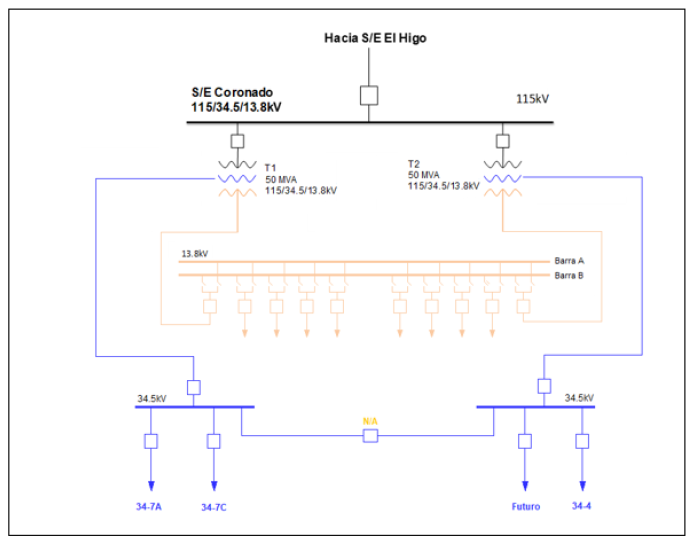 Hacia S/E El Higo
S/E Coronado
115/34.5/13.8kV
115kV
T1
50 MVA
115/34.5/13.8kV
T2
50 MVA
115/34.5/13.8kV
13.8kV
Barra A
Barra B
34.5kV
N/A
34.5kV
34-7A
34-7C
Futuro
34-4